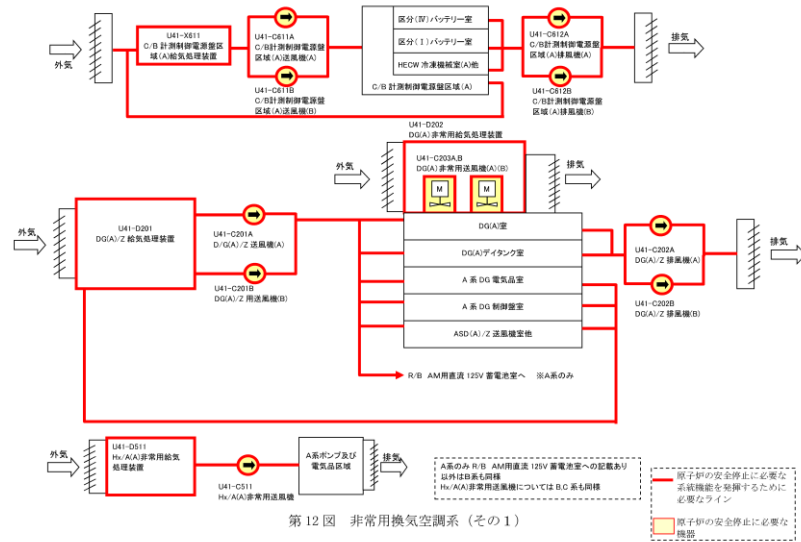 U41-X611
C/B計測制御電源盤区
域(A)給気処理装置
U41-C611A
C/B計測制御電源盤
区域(A)送風機(A)
U41-C611B
C/B計測制御電源盤
区域(A)送風機(B)
外気
区分(Ⅳ)バッテリー室
区分(Ⅰ)バッテリー室
HECW 冷凍機械室(A)他
C/B 計測制御電源盤区域(A)
U41-C612A
C/B計測制御電源盤
区域(A)排風機(A)
U41-C612B
C/B計測制御電源盤
区域(A)排風機(B)
排気
U41-D202
DG(A)非常用給気処理装置
U41-C203A,B
DG(A)非常用送風機(A)(B)
M
M
外気
排気
外気
U41-D201
DG(A)/Z 給気処理装置
U41-C201A
D/G(A)/Z 送風機(A)
U41-C201B
DG(A)/Z 用送風機(B)
DG(A)室
DG(A)デイタンク室
A 系 DG 電気品室
A 系 DG 制御盤室
ASD(A)/Z 送風機室他
U41-C202A
DG(A)/Z 排風機(A)
U41-C202B
DG(A)/Z 排風機(B)
排気
R/B AM用直流 125V 蓄電池室へ ※A系のみ
外気
U41-D511
Hx/A(A)非常用給気
処理装置
U41-C511
Hx/A(A)非常用送風機
A系ポンプ及び
電気品区域
排気
A系のみ R/B AM用直流 125V 蓄電池室への記載あり
以外はB系も同様
Hx/A(A)非常用送風機については B,C 系も同様
原子炉の安全停止に必要な
系統機能を発揮するために
必要なライン
原子炉の安全停止に必要な
機器
第12図 非常用換気空調系(その1)